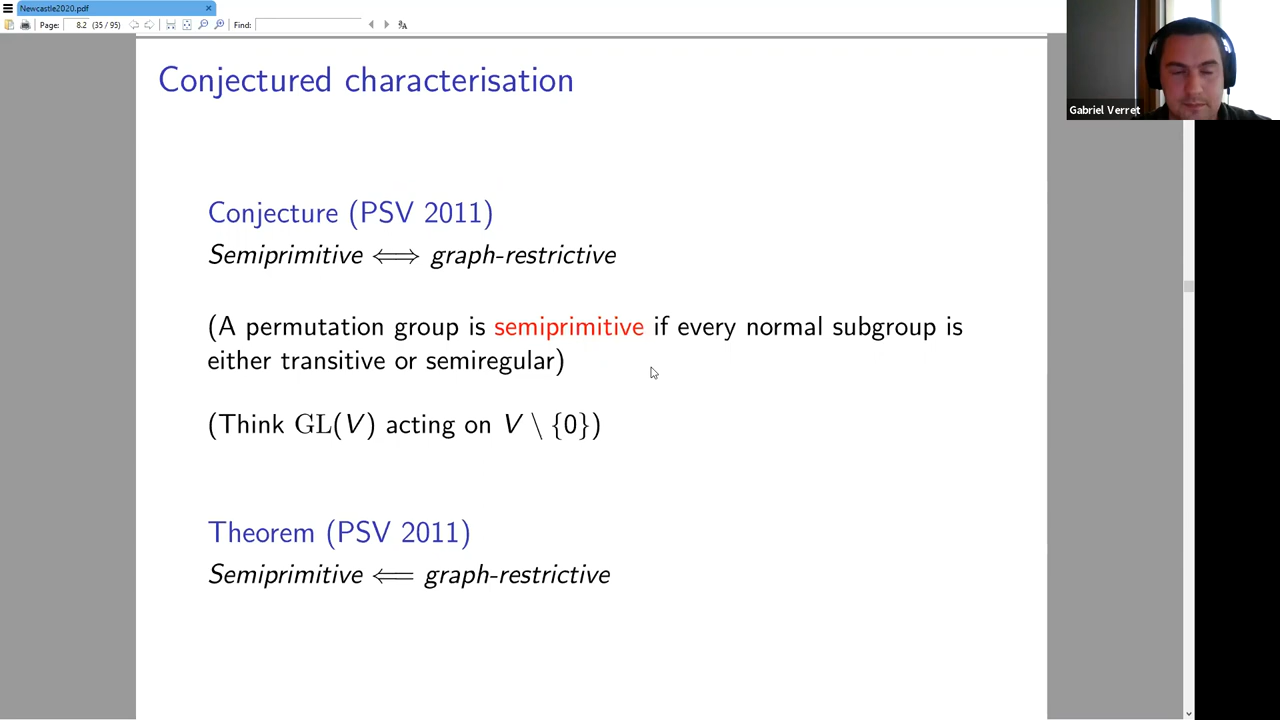 Newcastle2020.pdf
Page: 8.2 (35 / 95) Find:
Gabriel Verret
Conjectured characterisation
Conjecture (PSV 2011)
Semiprimitive ⟺ graph-restrictive
(A permutation group is semiprimitive if every normal subgroup is
either transitive or semiregular)
(Think GL(V) acting on V \ {0})
Theorem (PSV 2011)
Semiprimitive ⟸ graph-restrictive